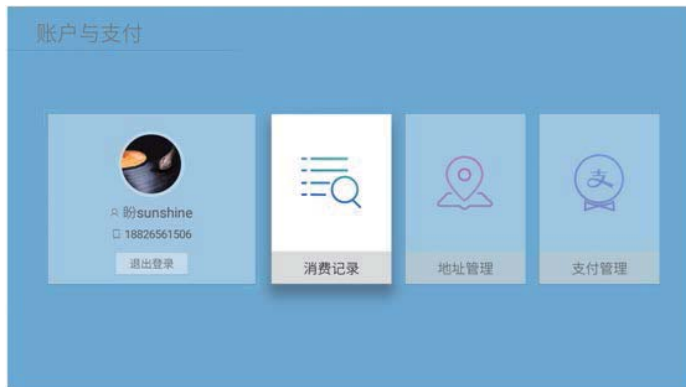 账户与支付
盼sunshine
18826561506
退出登录
消费记录
地址管理
支
支付管理